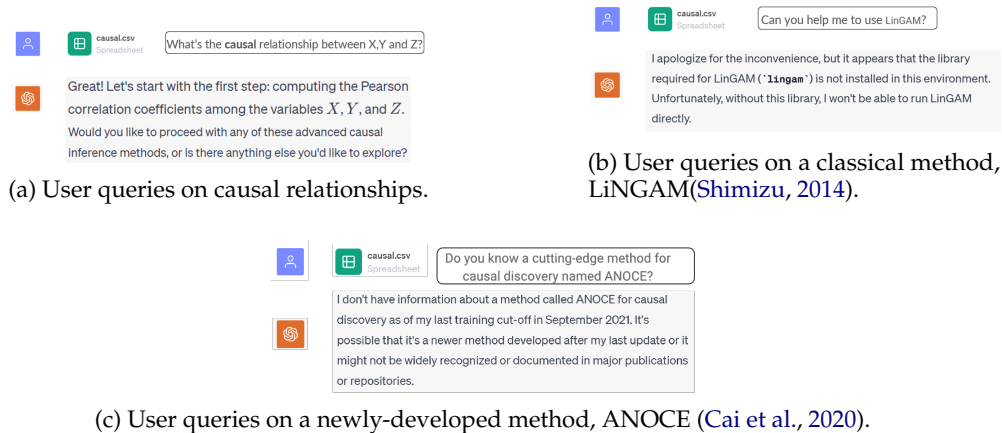 causal.csv
Spreadsheet
What's the causal relationship between X,Y and Z?
Great! Let's start with the first step: computing the Pearson
correlation coefficients among the variables X, Y, and Z.
Would you like to proceed with any of these advanced causal
inference methods, or is there anything else you'd like to explore?
(a) User queries on causal relationships.
causal.csv
Spreadsheet
Can you help me to use LinGAM?
I apologize for the inconvenience, but it appears that the library
required for LinGAM (`lingam`) is not installed in this environment.
Unfortunately, without this library, I won't be able to run LinGAM
directly.
(b) User queries on a classical method,
LiNGAM(Shimizu, 2014).
causal.csv
Spreadsheet
Do you know a cutting-edge method for
causal discovery named ANOCE?
I don't have information about a method called ANOCE for causal
discovery as of my last training cut-off in September 2021. It's
possible that it's a newer method developed after my last update or it
might not be widely recognized or documented in major publications
or repositories.
(c) User queries on a newly-developed method, ANOCE (Cai et al., 2020).